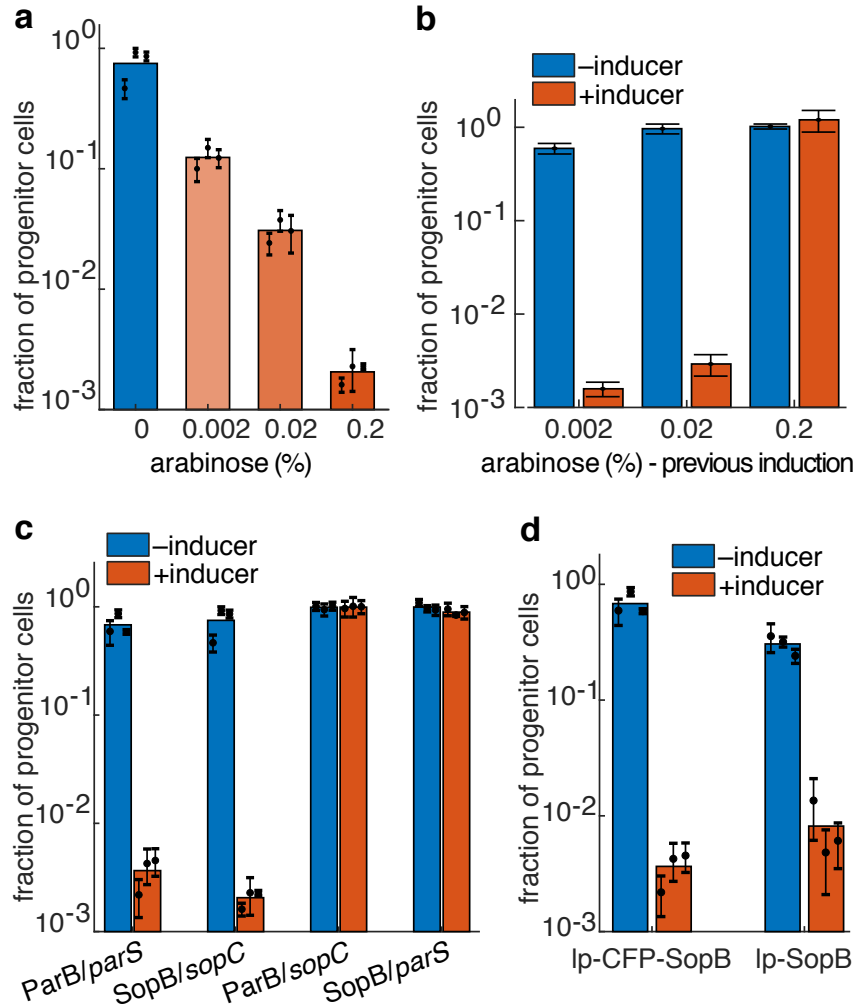 a
fraction of progenitor cells
10^0
10^-1
10^-2
10^-3
0 0.002 0.02 0.2
arabinose (%)
b
–inducer
+inducer
fraction of progenitor cells
10^0
10^-1
10^-2
10^-3
0.002 0.02 0.2
arabinose (%) - previous induction
c
–inducer
+inducer
fraction of progenitor cells
10^0
10^-1
10^-2
10^-3
ParB/parS SopB/sopC ParB/sopC SopB/parS
d
–inducer
+inducer
fraction of progenitor cells
10^0
10^-1
10^-2
10^-3
lp-CFP-SopB lp-SopB